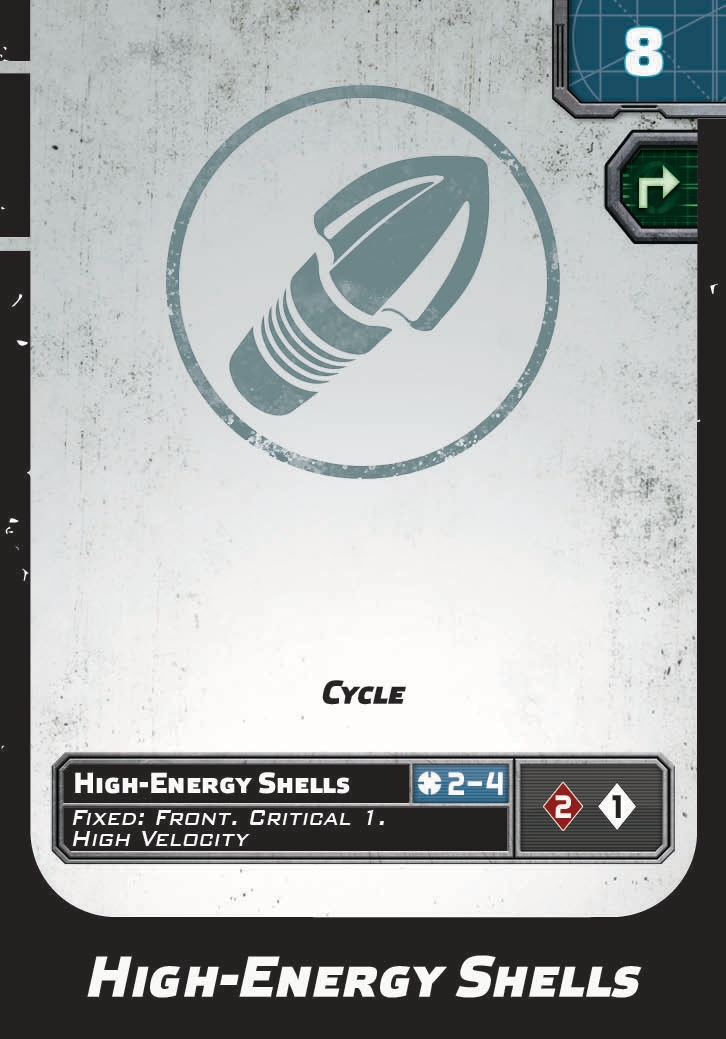 8
Cycle
High-Energy Shells 2-4
Fixed: Front. Critical 1.
High Velocity
2 1
High-Energy Shells